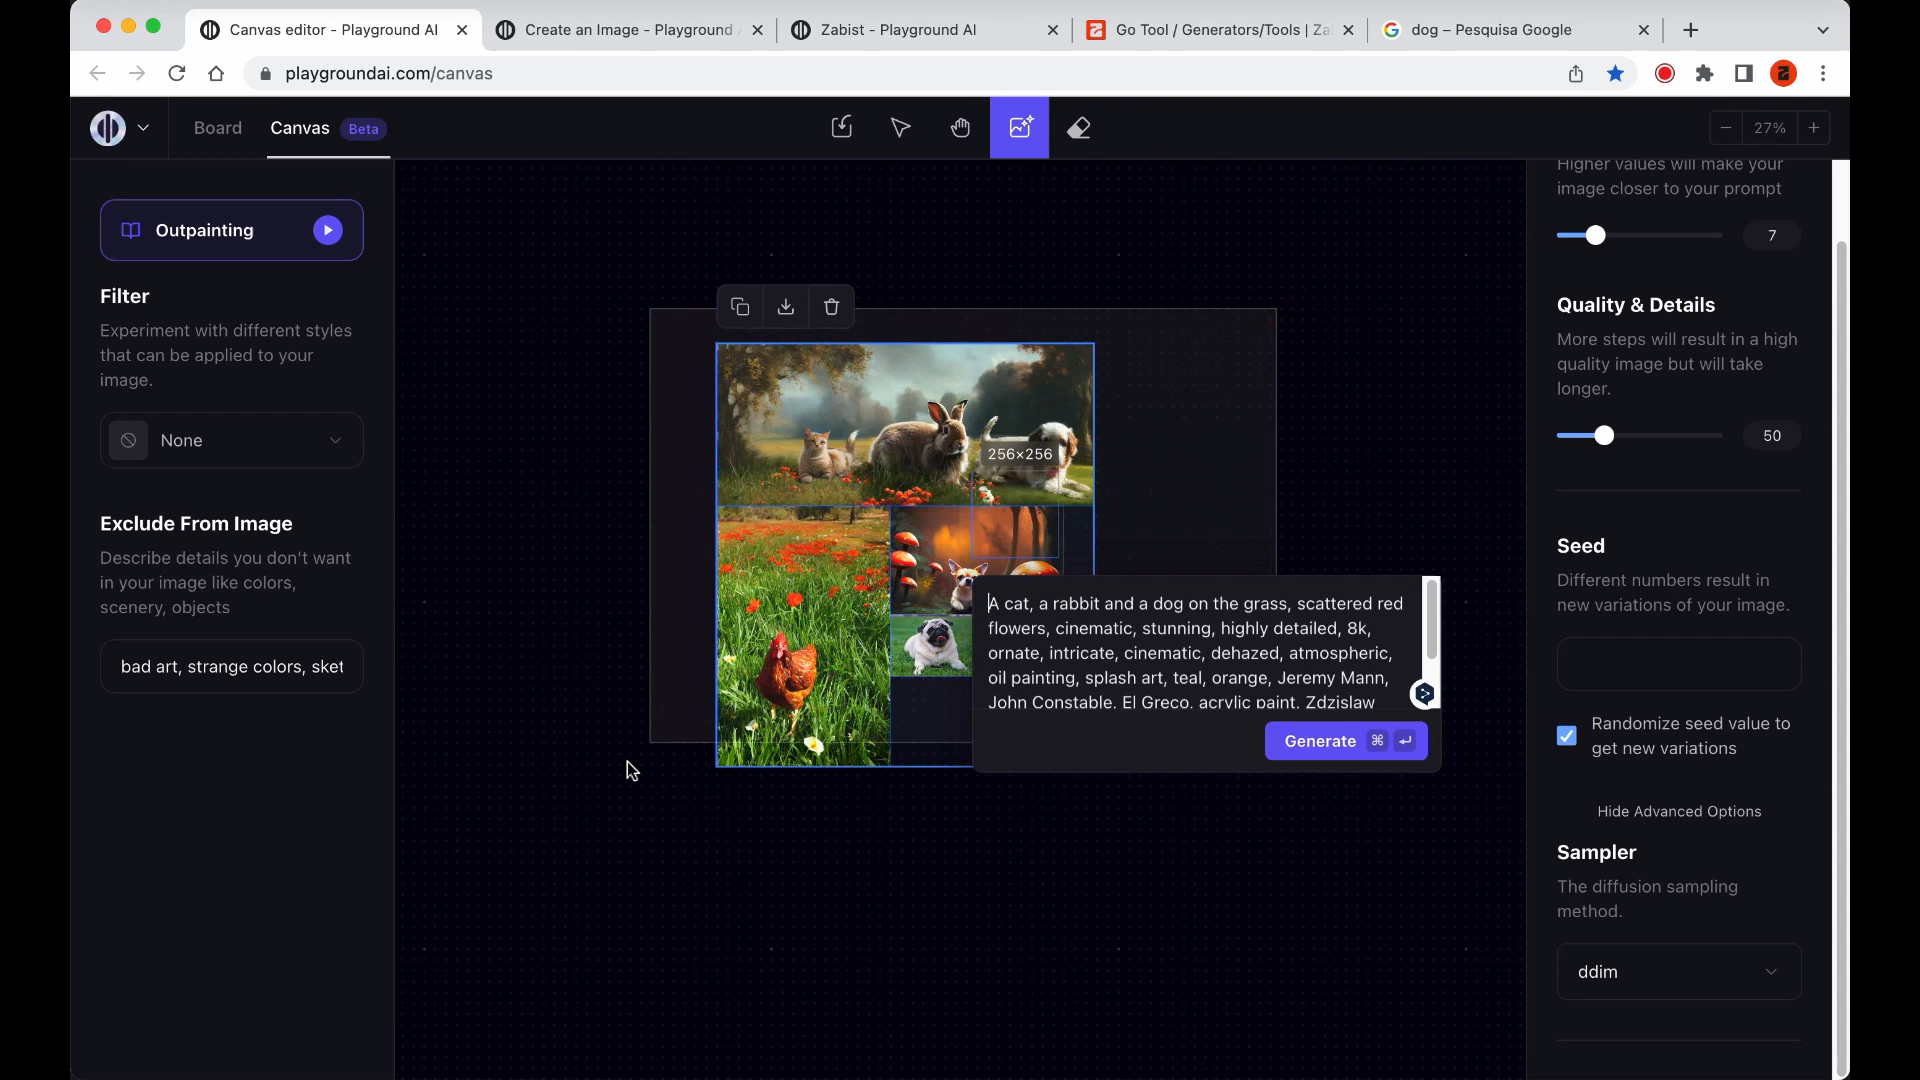 Canvas editor - Playground AI
Create an Image - Playground
Zabist - Playground AI
Go Tool / Generators/Tools | Za
dog – Pesquisa Google
playgroundai.com/canvas
Board
Canvas
Beta
27%
Outpainting
Filter
Experiment with different styles
that can be applied to your
image.
None
Exclude From Image
Describe details you don't want
in your image like colors,
scenery, objects
bad art, strange colors, sket
256×256
A cat, a rabbit and a dog on the grass, scattered red
flowers, cinematic, stunning, highly detailed, 8k,
ornate, intricate, cinematic, dehazed, atmospheric,
oil painting, splash art, teal, orange, Jeremy Mann,
John Constable, El Greco, acrylic paint, Zdzislaw
Generate ⌘
Higher values will make your
image closer to your prompt
7
Quality & Details
More steps will result in a high
quality image but will take
longer.
50
Seed
Different numbers result in
new variations of your image.
Randomize seed value to
get new variations
Hide Advanced Options
Sampler
The diffusion sampling
method.
ddim